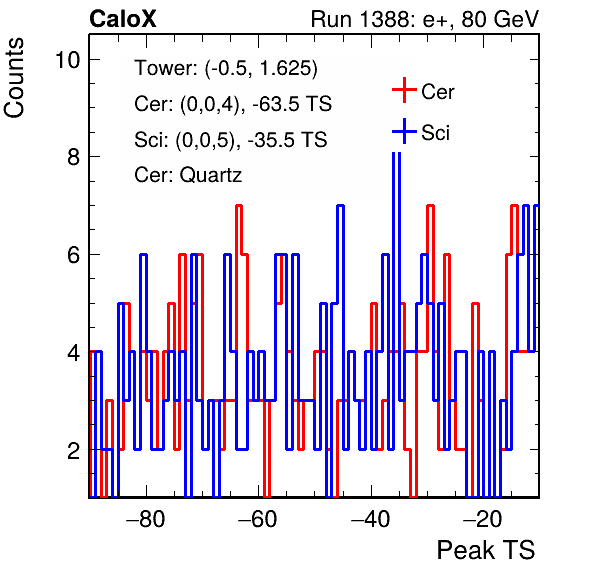 CaloX
Run 1388: e+, 80 GeV
Counts
10
8
6
4
2
Tower: (-0.5, 1.625)
Cer: (0,0,4), -63.5 TS
Sci: (0,0,5), -35.5 TS
Cer: Quartz
Cer
Sci
−80
−60
−40
−20
Peak TS